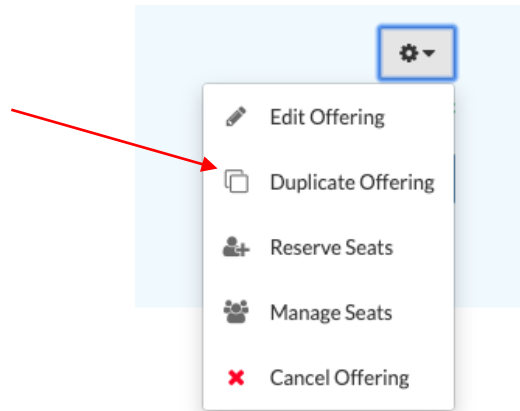 Edit Offering
Duplicate Offering
Reserve Seats
Manage Seats
Cancel Offering